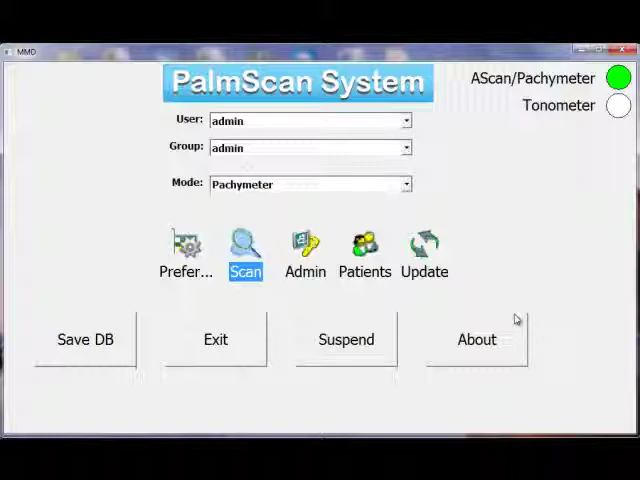 MMD
PalmScan System
AScan/Pachymeter
Tonometer
User: admin
Group: admin
Mode: Pachymeter
Prefer... Scan Admin Patients Update
Save DB Exit Suspend About